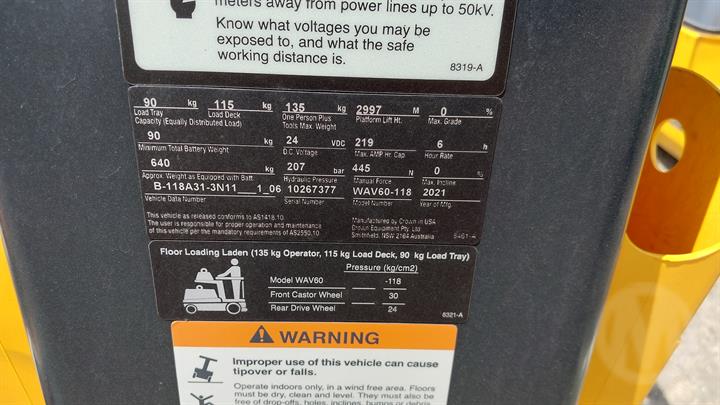 meters away from power lines up to 50kV.
Know what voltages you may be
exposed to, and what the safe
working distance is.
8319-A
90 kg 115 kg 135 kg 2997 M 0 %
Load Tray Load Deck One Person Plus Platform Lift Ht. Max. Grade
Capacity (Equally Distributed Load) Tools Max. Weight
90 kg 24 VDC 219 6 h
Minimum Total Battery Weight D.C. Voltage Max. AMP Hr. Cap Hour Rate
640 kg 207 bar 445 N 0 %
Approx. Weight as Equipped with Batt. Hydraulic Pressure Manual Force Max. Incline
B-118A31-3N11___1_06 10267377 WAV60-118 2021
Vehicle Data Number Serial Number Model Number Year of Mfg.
This vehicle as released conforms to AS1418.10. Manufactured by Crown in USA
The user is responsible for proper operation and maintenance Crown Equipment Pty. Ltd
of this vehicle per the mandatory requirements of AS2550.10 Smithfield, NSW 2164 Australia
Floor Loading Laden (135 kg Operator, 115 kg Load Deck, 90 kg Load Tray)
Pressure (kg/cm2)
Model WAV60 -118
Front Castor Wheel 30
Rear Drive Wheel 24
8321-A
WARNING
Improper use of this vehicle can cause
tipover or falls.
Operate indoors only, in a wind free area. Floors
must be dry, clean and level. They must also be
free of drop-offs, holes, inclines, bumps or debris